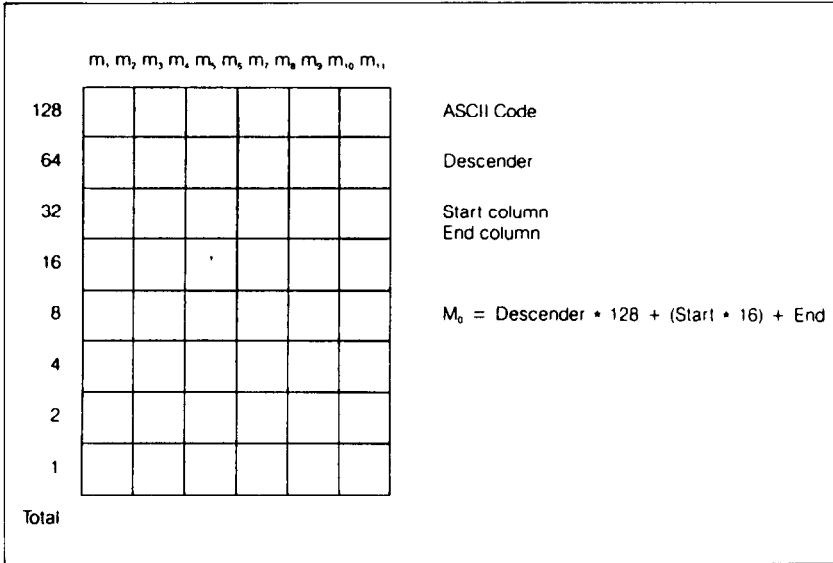 m₁ m₂ m₃ m₄ m₅ m₆ m₇ m₈ m₉ m₁₀ m₁₁
128 ASCII Code
64 Descender
32 Start column
End column
16
8 M₀ = Descender * 128 + (Start * 16) + End
4
2
1
Total